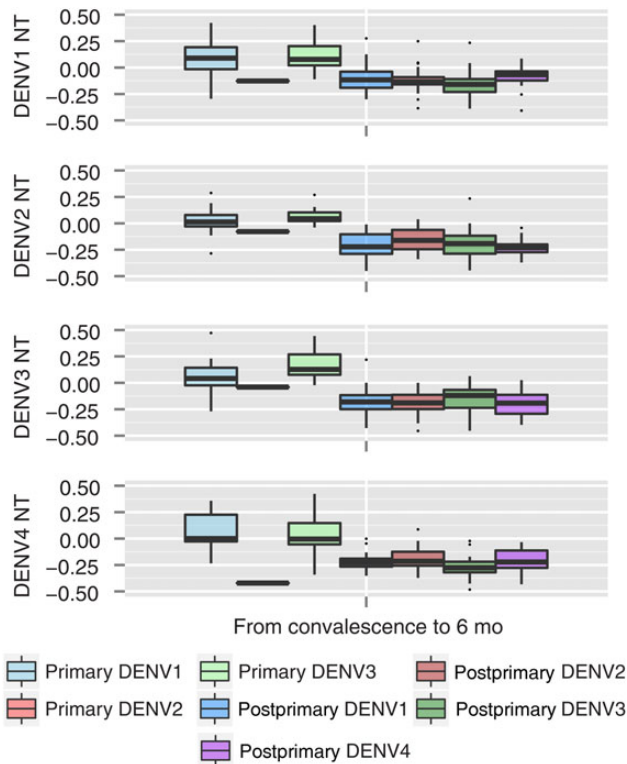 DENV1 NT
0.50
0.25
0.00
−0.25
−0.50
DENV2 NT
0.50
0.25
0.00
−0.25
−0.50
DENV3 NT
0.50
0.25
0.00
−0.25
−0.50
DENV4 NT
0.50
0.25
0.00
−0.25
−0.50
From convalescence to 6 mo
Primary DENV1 Primary DENV3 Postprimary DENV2
Primary DENV2 Postprimary DENV1 Postprimary DENV3
Postprimary DENV4